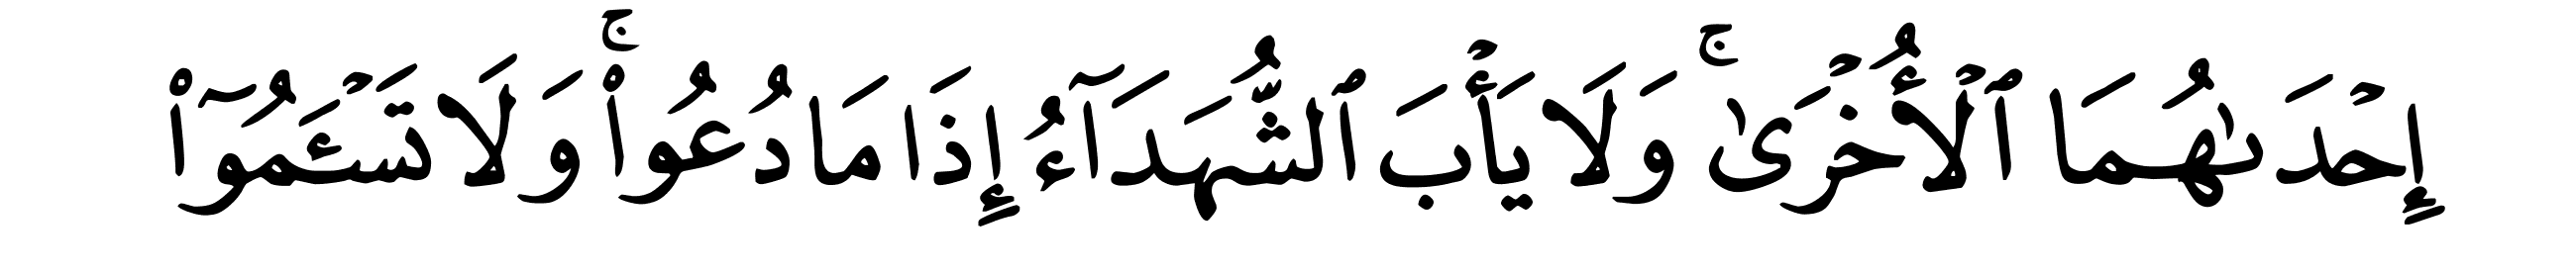 إِحۡدَىٰهُمَا ٱلۡأُخۡرَىٰۚ وَلَا يَأۡبَ ٱلشُّهَدَآءُ إِذَا مَا دُعُواْۚ وَلَا تَسۡـَٔمُوٓاْ